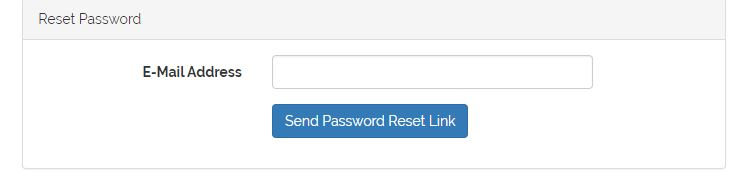 Reset Password
E-Mail Address
Send Password Reset Link